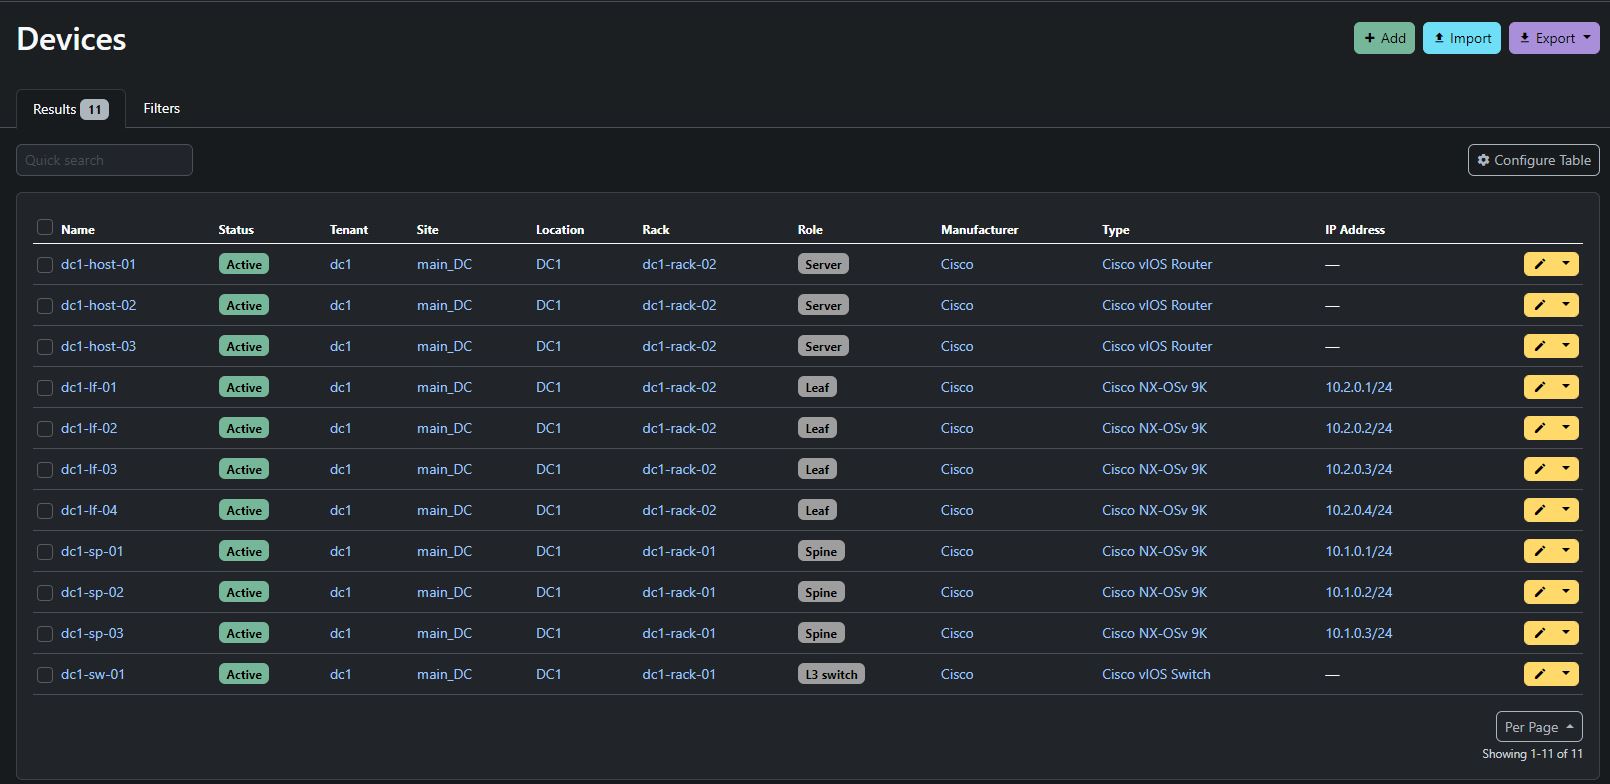 Devices
Add Import Export
Results 11 Filters
Quick search
Configure Table
Name Status Tenant Site Location Rack Role Manufacturer Type IP Address
dc1-host-01 Active dc1 main_DC DC1 dc1-rack-02 Server Cisco Cisco vIOS Router —
dc1-host-02 Active dc1 main_DC DC1 dc1-rack-02 Server Cisco Cisco vIOS Router —
dc1-host-03 Active dc1 main_DC DC1 dc1-rack-02 Server Cisco Cisco vIOS Router —
dc1-lf-01 Active dc1 main_DC DC1 dc1-rack-02 Leaf Cisco Cisco NX-OSv 9K 10.2.0.1/24
dc1-lf-02 Active dc1 main_DC DC1 dc1-rack-02 Leaf Cisco Cisco NX-OSv 9K 10.2.0.2/24
dc1-lf-03 Active dc1 main_DC DC1 dc1-rack-02 Leaf Cisco Cisco NX-OSv 9K 10.2.0.3/24
dc1-lf-04 Active dc1 main_DC DC1 dc1-rack-02 Leaf Cisco Cisco NX-OSv 9K 10.2.0.4/24
dc1-sp-01 Active dc1 main_DC DC1 dc1-rack-01 Spine Cisco Cisco NX-OSv 9K 10.1.0.1/24
dc1-sp-02 Active dc1 main_DC DC1 dc1-rack-01 Spine Cisco Cisco NX-OSv 9K 10.1.0.2/24
dc1-sp-03 Active dc1 main_DC DC1 dc1-rack-01 Spine Cisco Cisco NX-OSv 9K 10.1.0.3/24
dc1-sw-01 Active dc1 main_DC DC1 dc1-rack-01 L3 switch Cisco Cisco vIOS Switch —
Per Page
Showing 1-11 of 11